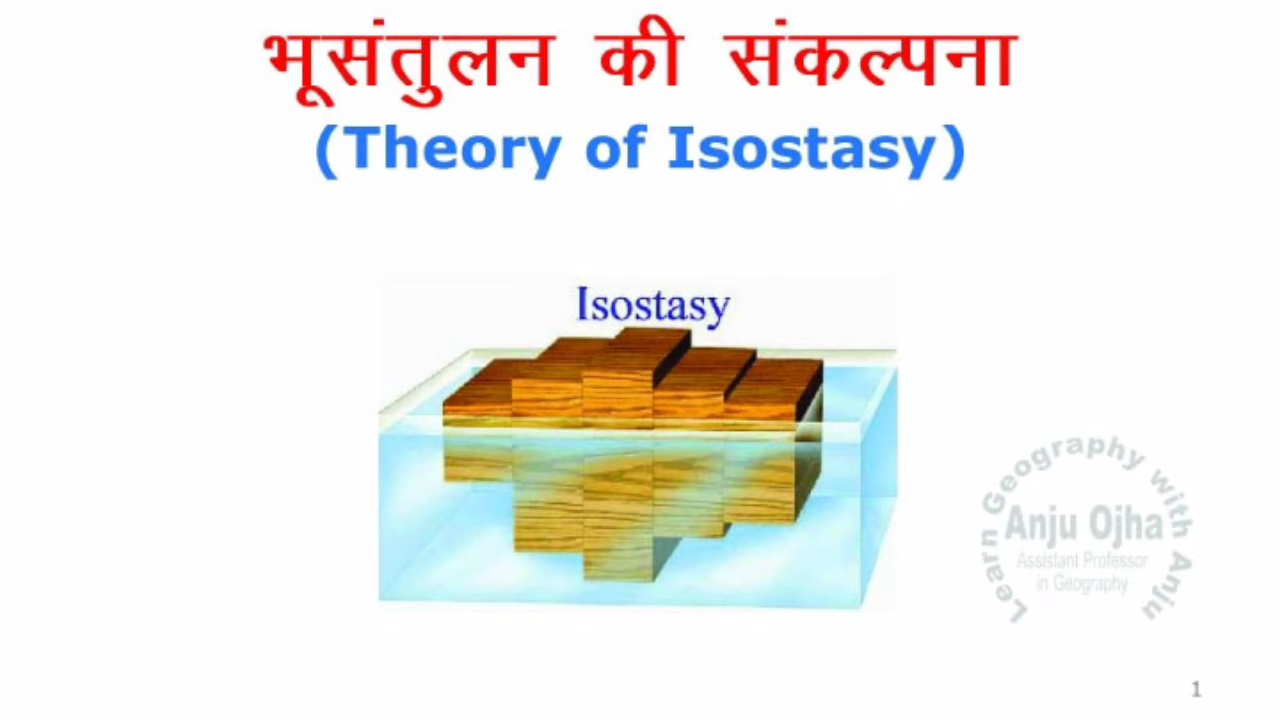 भूसंतुलन की संकल्पना
(Theory of Isostasy)
Isostasy
Learn Geography with Anju
Anju Ojha
Assistant Professor
in Geography
1